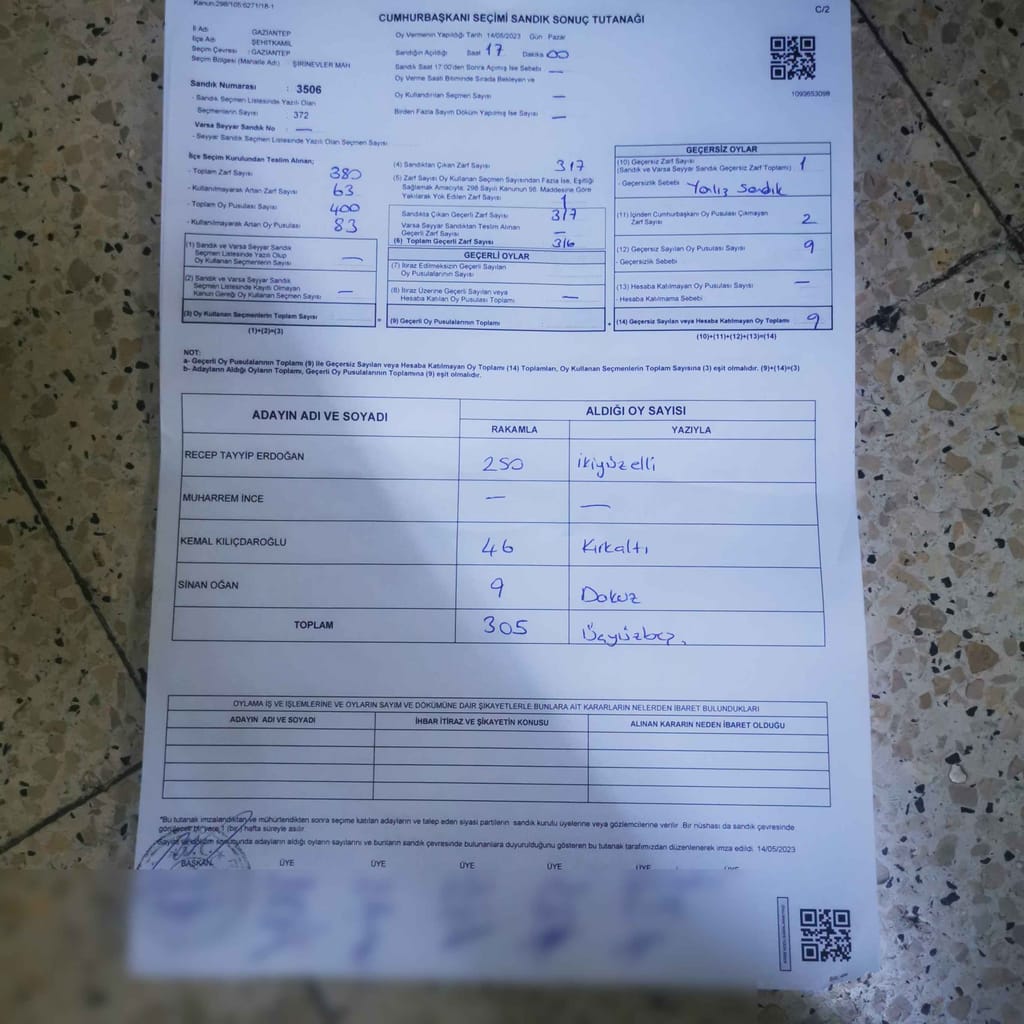 Kanun:298/105:6271/18-1
C/2
CUMHURBAŞKANI SEÇİMİ SANDIK SONUÇ TUTANAĞI
İl Adı GAZİANTEP
İlçe Adı ŞEHİTKAMİL
Seçim Çevresi : GAZİANTEP
Seçim Bölgesi (Mahalle Adı) : ŞİRİNEVLER MAH
Sandık Numarası : 3506
- Sandık Seçmen Listesinde Yazılı Olan
Seçmenlerin Sayısı : 372
Varsa Seyyar Sandık No : —
- Seyyar Sandık Seçmen Listesinde Yazılı Olan Seçmen Sayısı
Oy Vermenin Yapıldığı Tarih 14/05/2023 Gün Pazar
Sandığın Açıldığı Saat 17 Dakika 00
Sandık Saat 17:00'den Sonra Açılmış İse Sebebi —
Oy Verme Saati Bitiminde Sırada Bekleyen ve
Oy Kullandırılan Seçmen Sayısı —
Birden Fazla Sayım Döküm Yapılmış İse Sayısı —
1093653098
İlçe Seçim Kurulundan Teslim Alınan;
- Toplam Zarf Sayısı 380
- Kullanılmayarak Artan Zarf Sayısı 63
- Toplam Oy Pusulası Sayısı 400
- Kullanılmayarak Artan Oy Pusulası 83
(1) Sandık ve Varsa Seyyar Sandık
Seçmen Listesinde Yazılı Olup
Oy Kullanan Seçmenlerin Sayısı —
(2) Sandık ve Varsa Seyyar Sandık
Seçmen Listesinde Kayıtlı Olmayan
Kanun Gereği Oy Kullanan Seçmen Sayısı —
(3) Oy Kullanan Seçmenlerin Toplam Sayısı
(1)+(2)=(3)
(4) Sandıktan Çıkan Zarf Sayısı 317
(5) Zarf Sayısı Oy Kullanan Seçmen Sayısından Fazla İse, Eşitliği
Sağlamak Amacıyla; 298 Sayılı Kanunun 98. Maddesine Göre
Yakılarak Yok Edilen Zarf Sayısı 1
Sandıkta Çıkan Geçerli Zarf Sayısı 317
Varsa Seyyar Sandıktan Teslim Alınan
Geçerli Zarf Sayısı —
(6) Toplam Geçerli Zarf Sayısı 316
GEÇERLİ OYLAR
(7) İtiraz Edilmeksizin Geçerli Sayılan
Oy Pusulalarının Sayısı
(8) İtiraz Üzerine Geçerli Sayılan veya
Hesaba Katılan Oy Pusulası Toplamı —
(9) Geçerli Oy Pusulalarının Toplamı
GEÇERSİZ OYLAR
(10) Geçersiz Zarf Sayısı 1
(Sandık ve Varsa Seyyar Sandık Geçersiz Zarf Toplamı)
- Geçersizlik Sebebi Yanlış Sandık
(11) İçinden Cumhurbaşkanı Oy Pusulası Çıkmayan
Zarf Sayısı 2
(12) Geçersiz Sayılan Oy Pusulası Sayısı 9
- Geçersizlik Sebebi
(13) Hesaba Katılmayan Oy Pusulası Sayısı —
- Hesaba Katılmama Sebebi
(14) Geçersiz Sayılan veya Hesaba Katılmayan Oy Toplamı 9
(10)+(11)+(12)+(13)=(14)
NOT:
a- Geçerli Oy Pusulalarının Toplamı (9) ile Geçersiz Sayılan veya Hesaba Katılmayan Oy Toplamı (14) Toplamları, Oy Kullanan Seçmenlerin Toplam Sayısına (3) eşit olmalıdır. (9)+(14)=(3)
b- Adayların Aldığı Oyların Toplamı, Geçerli Oy Pusulalarının Toplamına (9) eşit olmalıdır.
ADAYIN ADI VE SOYADI ALDIĞI OY SAYISI
RAKAMLA YAZIYLA
RECEP TAYYİP ERDOĞAN 250 ikiyüzelli
MUHARREM İNCE — —
KEMAL KILIÇDAROĞLU 46 Kırkaltı
SİNAN OĞAN 9 Dokuz
TOPLAM 305 Üçyüzbeş.
OYLAMA İŞ VE İŞLEMLERİNE VE OYLARIN SAYIM VE DÖKÜMÜNE DAİR ŞİKAYETLERLE BUNLARA AİT KARARLARIN NELERDEN İBARET BULUNDUKLARI
ADAYIN ADI VE SOYADI İHBAR İTİRAZ VE ŞİKAYETİN KONUSU ALINAN KARARIN NEDEN İBARET OLDUĞU
"Bu tutanak imzalandıktan ve mühürlendikten sonra seçime katılan adayların ve talep eden siyasi partilerin sandık kurulu üyelerine veya gözlemcilerine verilir. Bir nüshası da sandık çevresinde
görülecek bir yere 1 (bir) hafta süreyle asılır
sonunda adayların aldığı oyların sayılarını ve bunların sandık çevresinde bulunanlara duyurulduğunu gösteren bu tutanak tarafımızdan düzenlenerek imza edildi. 14/05/2023
BAŞKAN ÜYE ÜYE ÜYE ÜYE ÜYE ÜYE